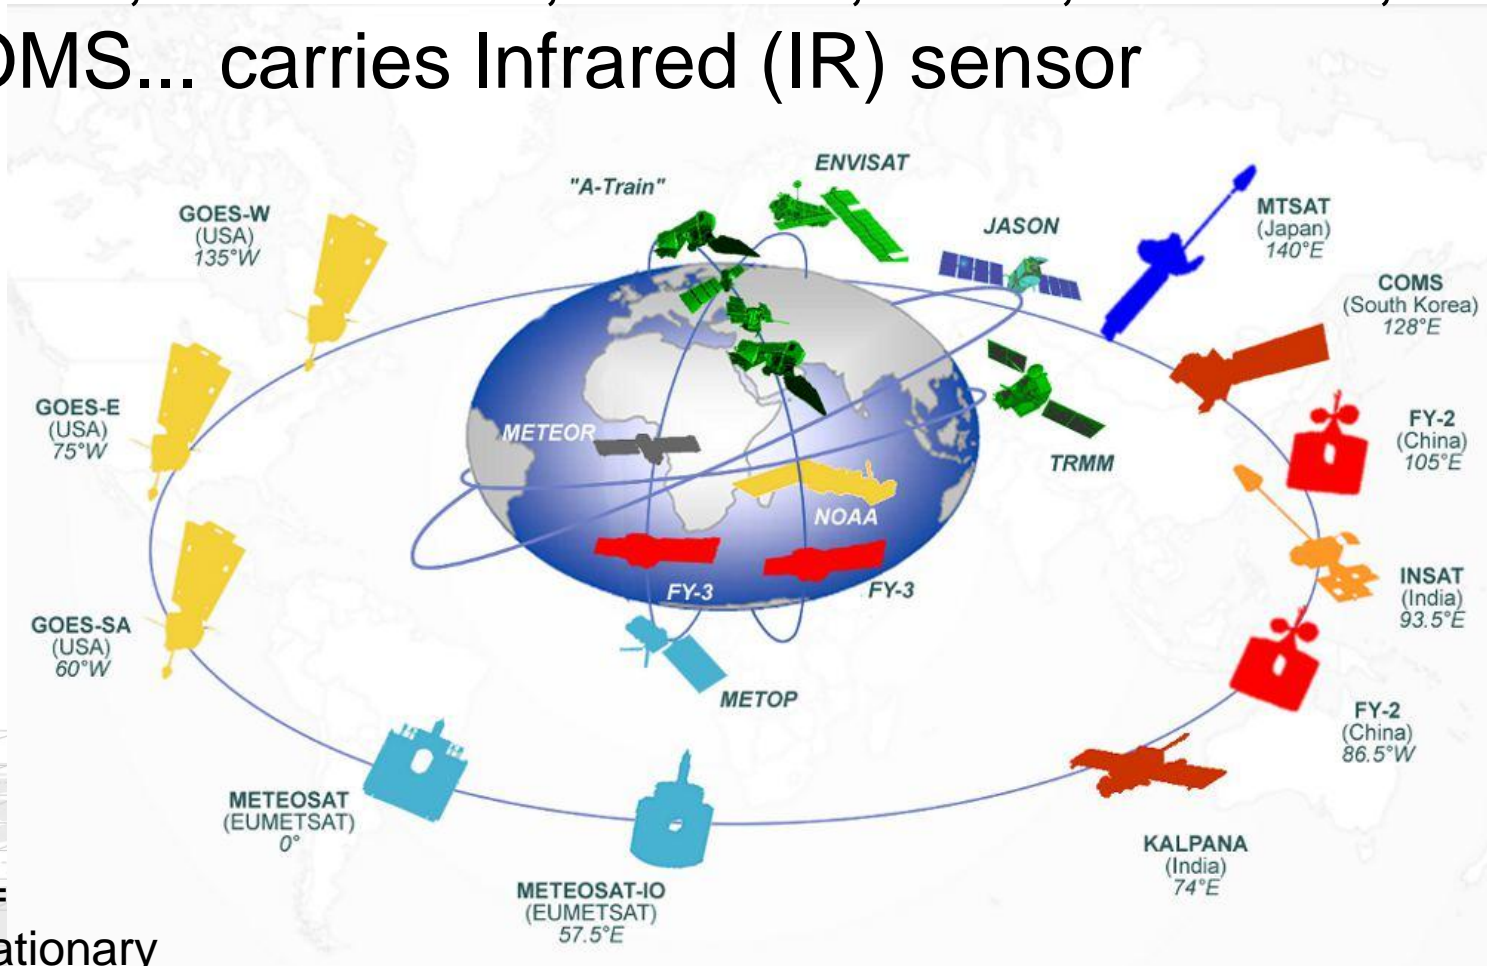 OMS... carries Infrared (IR) sensor
"A-Train"
ENVISAT
GOES-W
(USA)
135°W
JASON
MTSAT
(Japan)
140°E
COMS
(South Korea)
128°E
GOES-E
(USA)
75°W
METEOR
FY-2
(China)
105°E
TRMM
NOAA
INSAT
(India)
93.5°E
FY-3
FY-3
GOES-SA
(USA)
60°W
METOP
FY-2
(China)
86.5°W
METEOSAT
(EUMETSAT)
0°
KALPANA
(India)
74°E
METEOSAT-IO
(EUMETSAT)
57.5°E
ationary